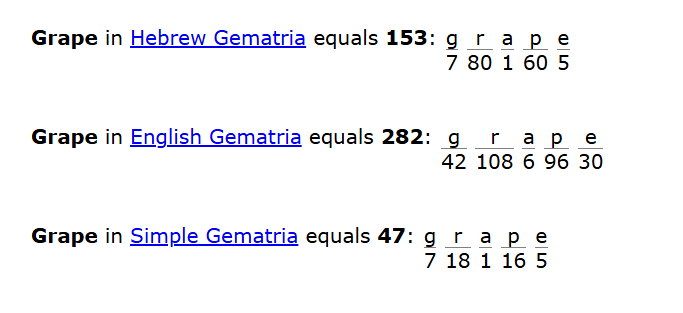 Grape in Hebrew Gematria equals 153: g r a p e
7 80 1 60 5
Grape in English Gematria equals 282: g r a p e
42 108 6 96 30
Grape in Simple Gematria equals 47: g r a p e
7 18 1 16 5